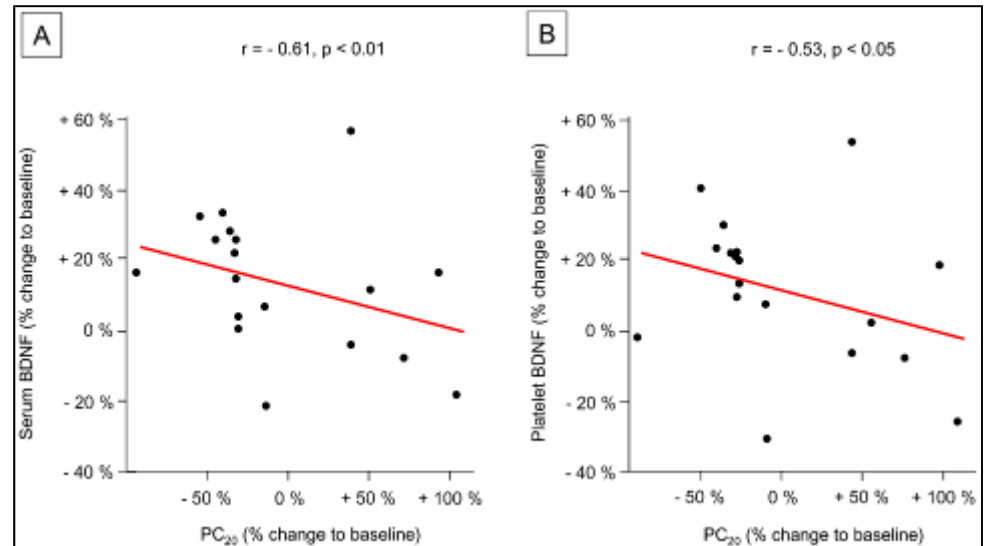 A
r = - 0.61, p < 0.01
Serum BDNF (% change to baseline)
+ 60 %
+ 40 %
+ 20 %
0 %
- 20 %
- 40 %
- 50 %
0 %
+ 50 %
+ 100 %
PC20 (% change to baseline)
B
r = - 0.53, p < 0.05
Platelet BDNF (% change to baseline)
+ 60 %
+ 40 %
+ 20 %
0 %
- 20 %
- 40 %
- 50 %
0 %
+ 50 %
+ 100 %
PC20 (% change to baseline)